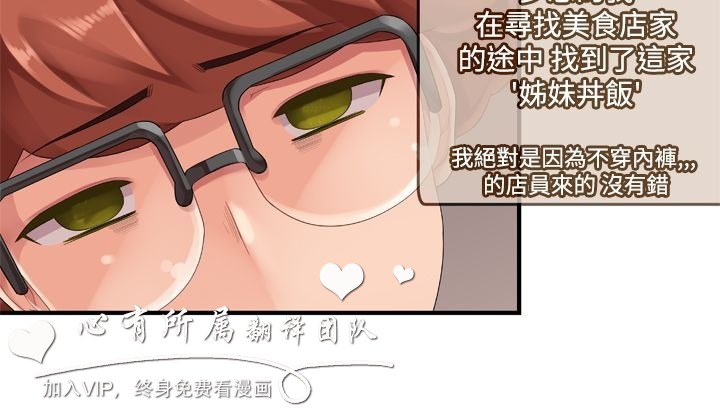 在尋找美食店家
的途中 找到了這家
'姊妹丼飯'
我絕對是因為不穿內褲,,,
的店員來的 沒有錯
心有所属翻译团队
加入VIP，终身免费看漫画